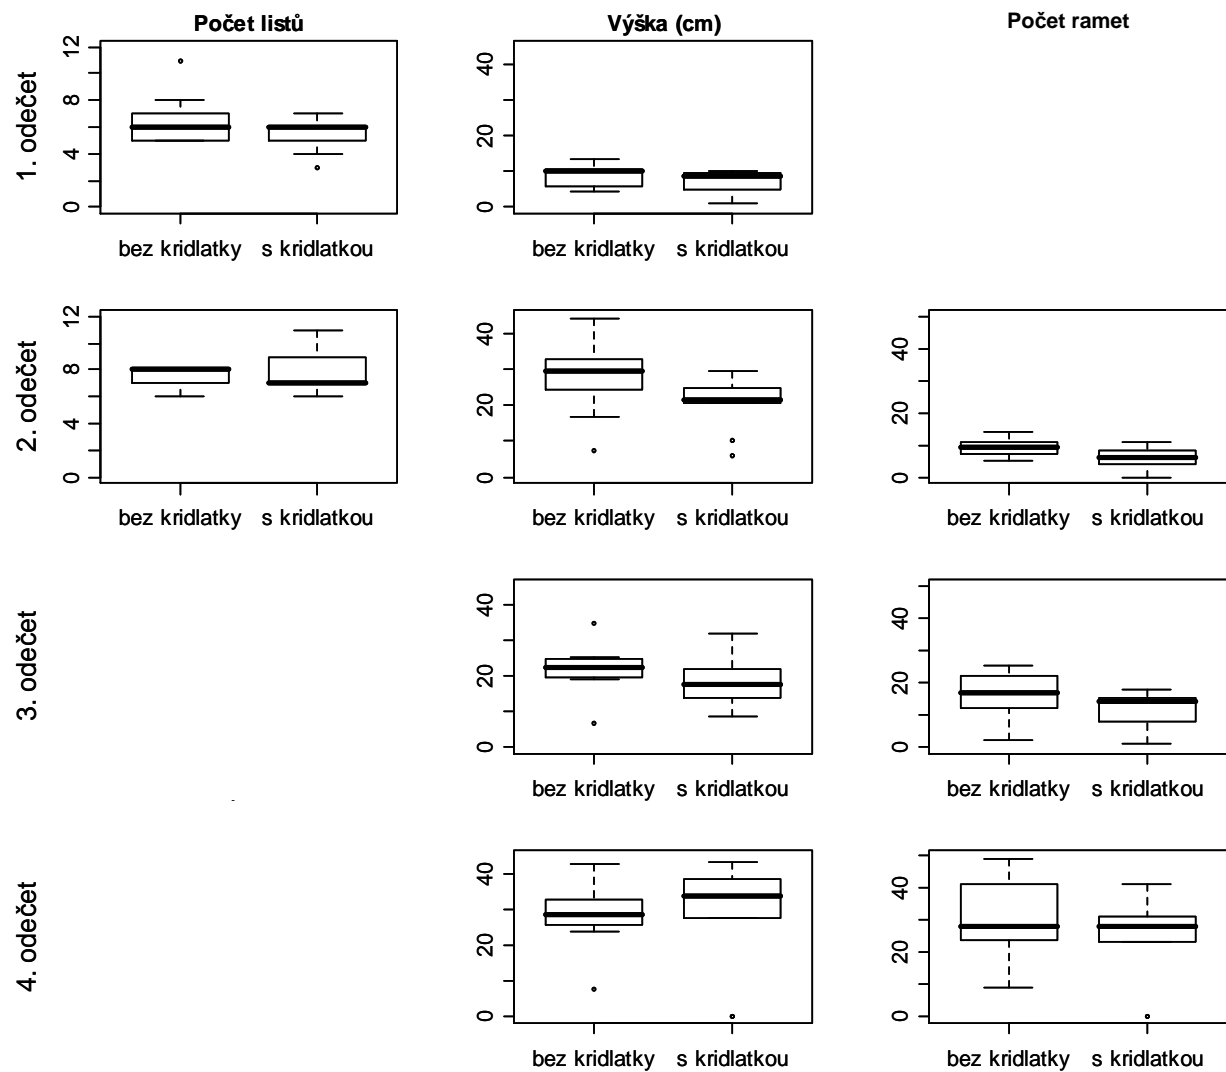 Počet listů
Výška (cm)
Počet ramet
1. odečet
12
8
4
0
bez kridlatky s kridlatkou
40
20
0
bez kridlatky s kridlatkou
2. odečet
12
8
4
0
bez kridlatky s kridlatkou
40
20
0
bez kridlatky s kridlatkou
40
20
0
bez kridlatky s kridlatkou
3. odečet
40
20
0
bez kridlatky s kridlatkou
40
20
0
bez kridlatky s kridlatkou
4. odečet
40
20
0
bez kridlatky s kridlatkou
40
20
0
bez kridlatky s kridlatkou